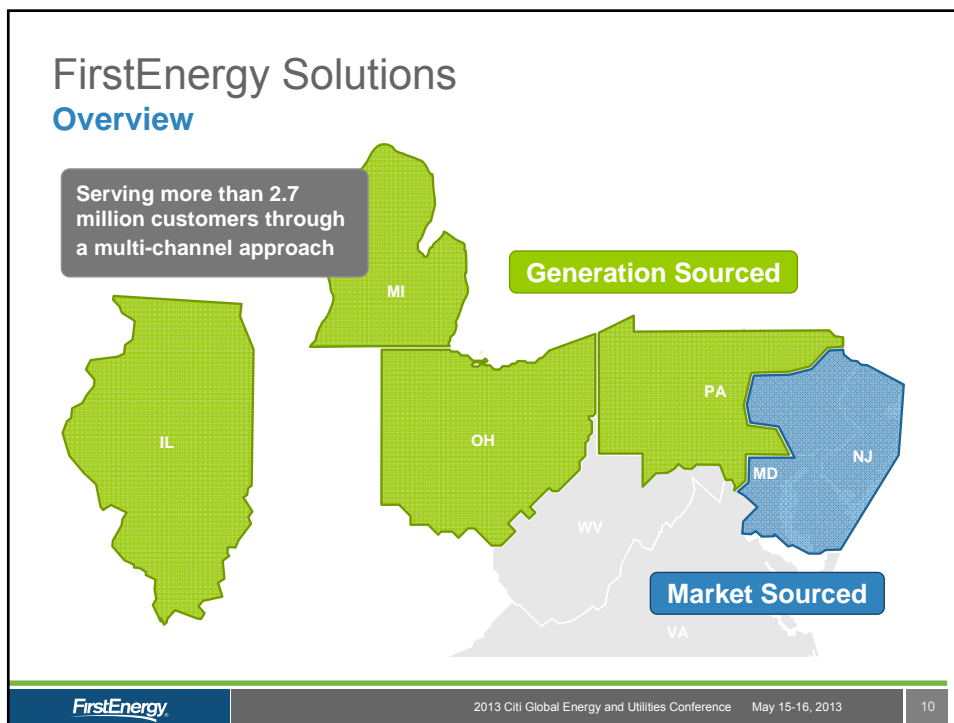 FirstEnergy Solutions
Overview
Serving more than 2.7
million customers through
a multi-channel approach
MI
Generation Sourced
IL
OH
PA
NJ
MD
WV
Market Sourced
VA
FirstEnergy
2013 Citi Global Energy and Utilities Conference May 15-16, 2013 10